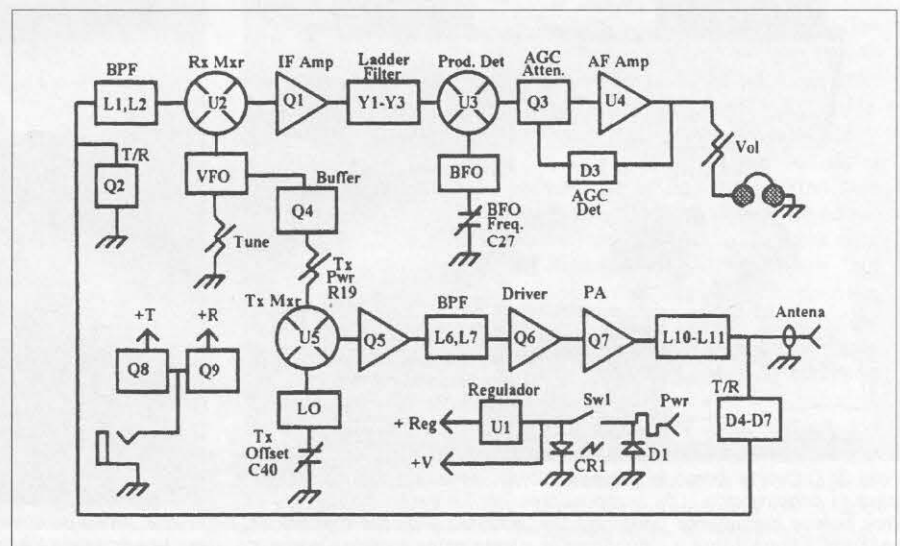 BPF
Rx Mxr
IF Amp
Ladder
Filter
Prod. Det
AGC
Atten.
AF Amp
L1,L2
U2
Q1
Y1-Y3
U3
Q3
U4
Vol
T/R
Q2
VFO
Buffer
BFO
D3
AGC
Det
Q4
BFO
Freq.
C27
Tune
Tx
Pwr
R19
Tx Mxr
BPF
Driver
PA
Antena
+T
+R
U5
Q5
L6,L7
Q6
Q7
L10-L11
Q8
Q9
T/R
D4-D7
LO
Regulador
Sw1
Pwr
+ Reg
U1
Tx
Offset
C40
+V
CR1
D1